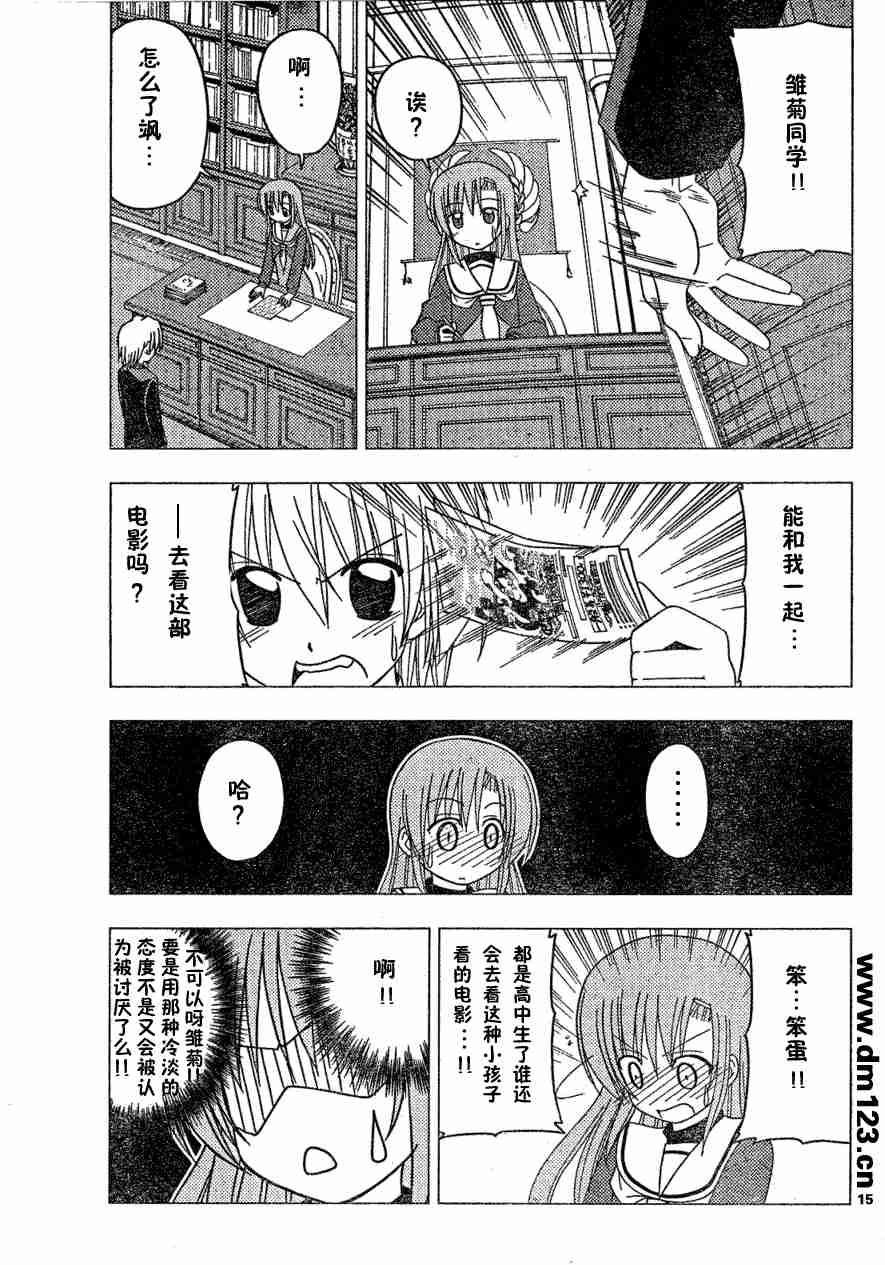 雏菊同学!!
诶?
啊…
怎么了飒…
能和我一起…
——去看这部
电影吗?
……
哈?
笨…笨蛋!!
都是高中生了谁还
会去看这种小孩子
看的电影…!!
啊!!
不可以呀雏菊!!
要是用那种冷淡的
态度不是又会被认
为被讨厌了么!!
www.dm123.cn
15